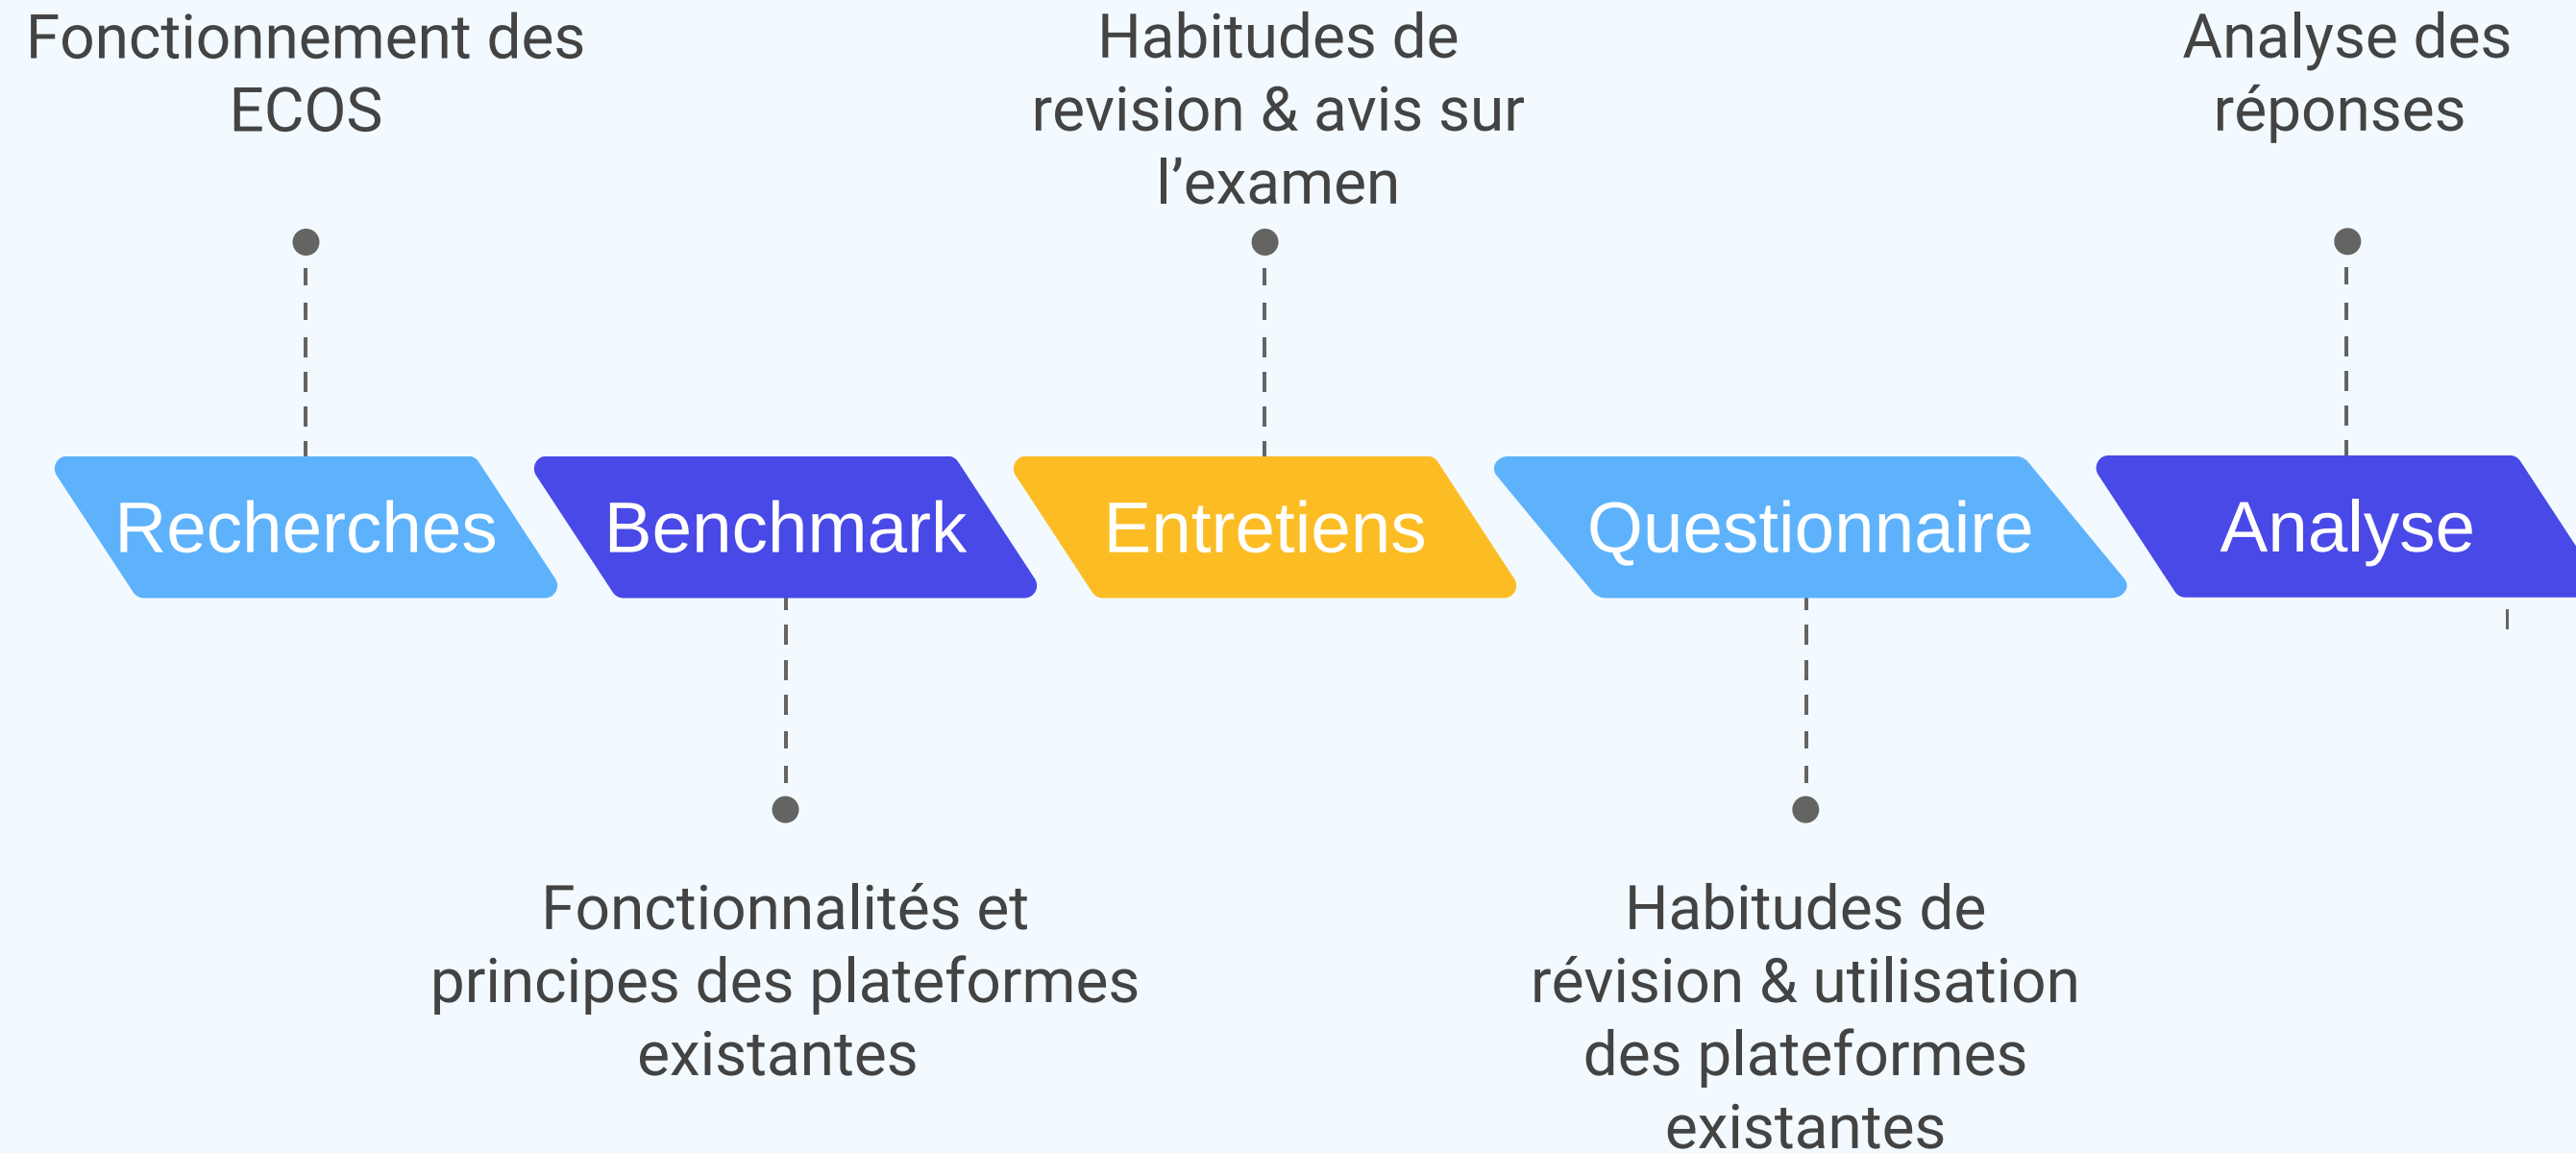 Fonctionnement des
ECOS
Habitudes de
revision & avis sur
l’examen
Analyse des
réponses
Recherches
Benchmark
Entretiens
Questionnaire
Analyse
Fonctionnalités et
principes des plateformes
existantes
Habitudes de
révision & utilisation
des plateformes
existantes